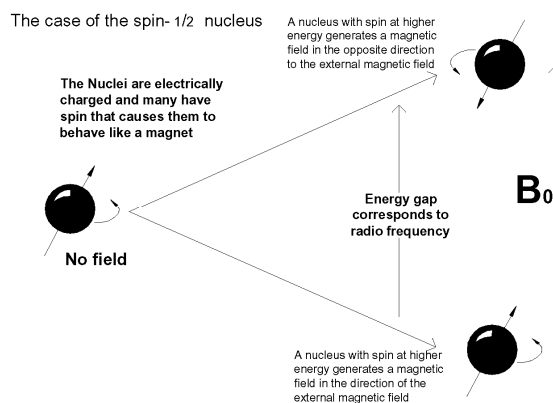 The case of the spin- 1/2 nucleus
A nucleus with spin at higher
energy generates a magnetic
field in the opposite direction
to the external magnetic field
The Nuclei are electrically
charged and many have
spin that causes them to
behave like a magnet
Energy gap
corresponds to
radio frequency
B0
No field
A nucleus with spin at higher
energy generates a magnetic
field in the direction of the
external magnetic field